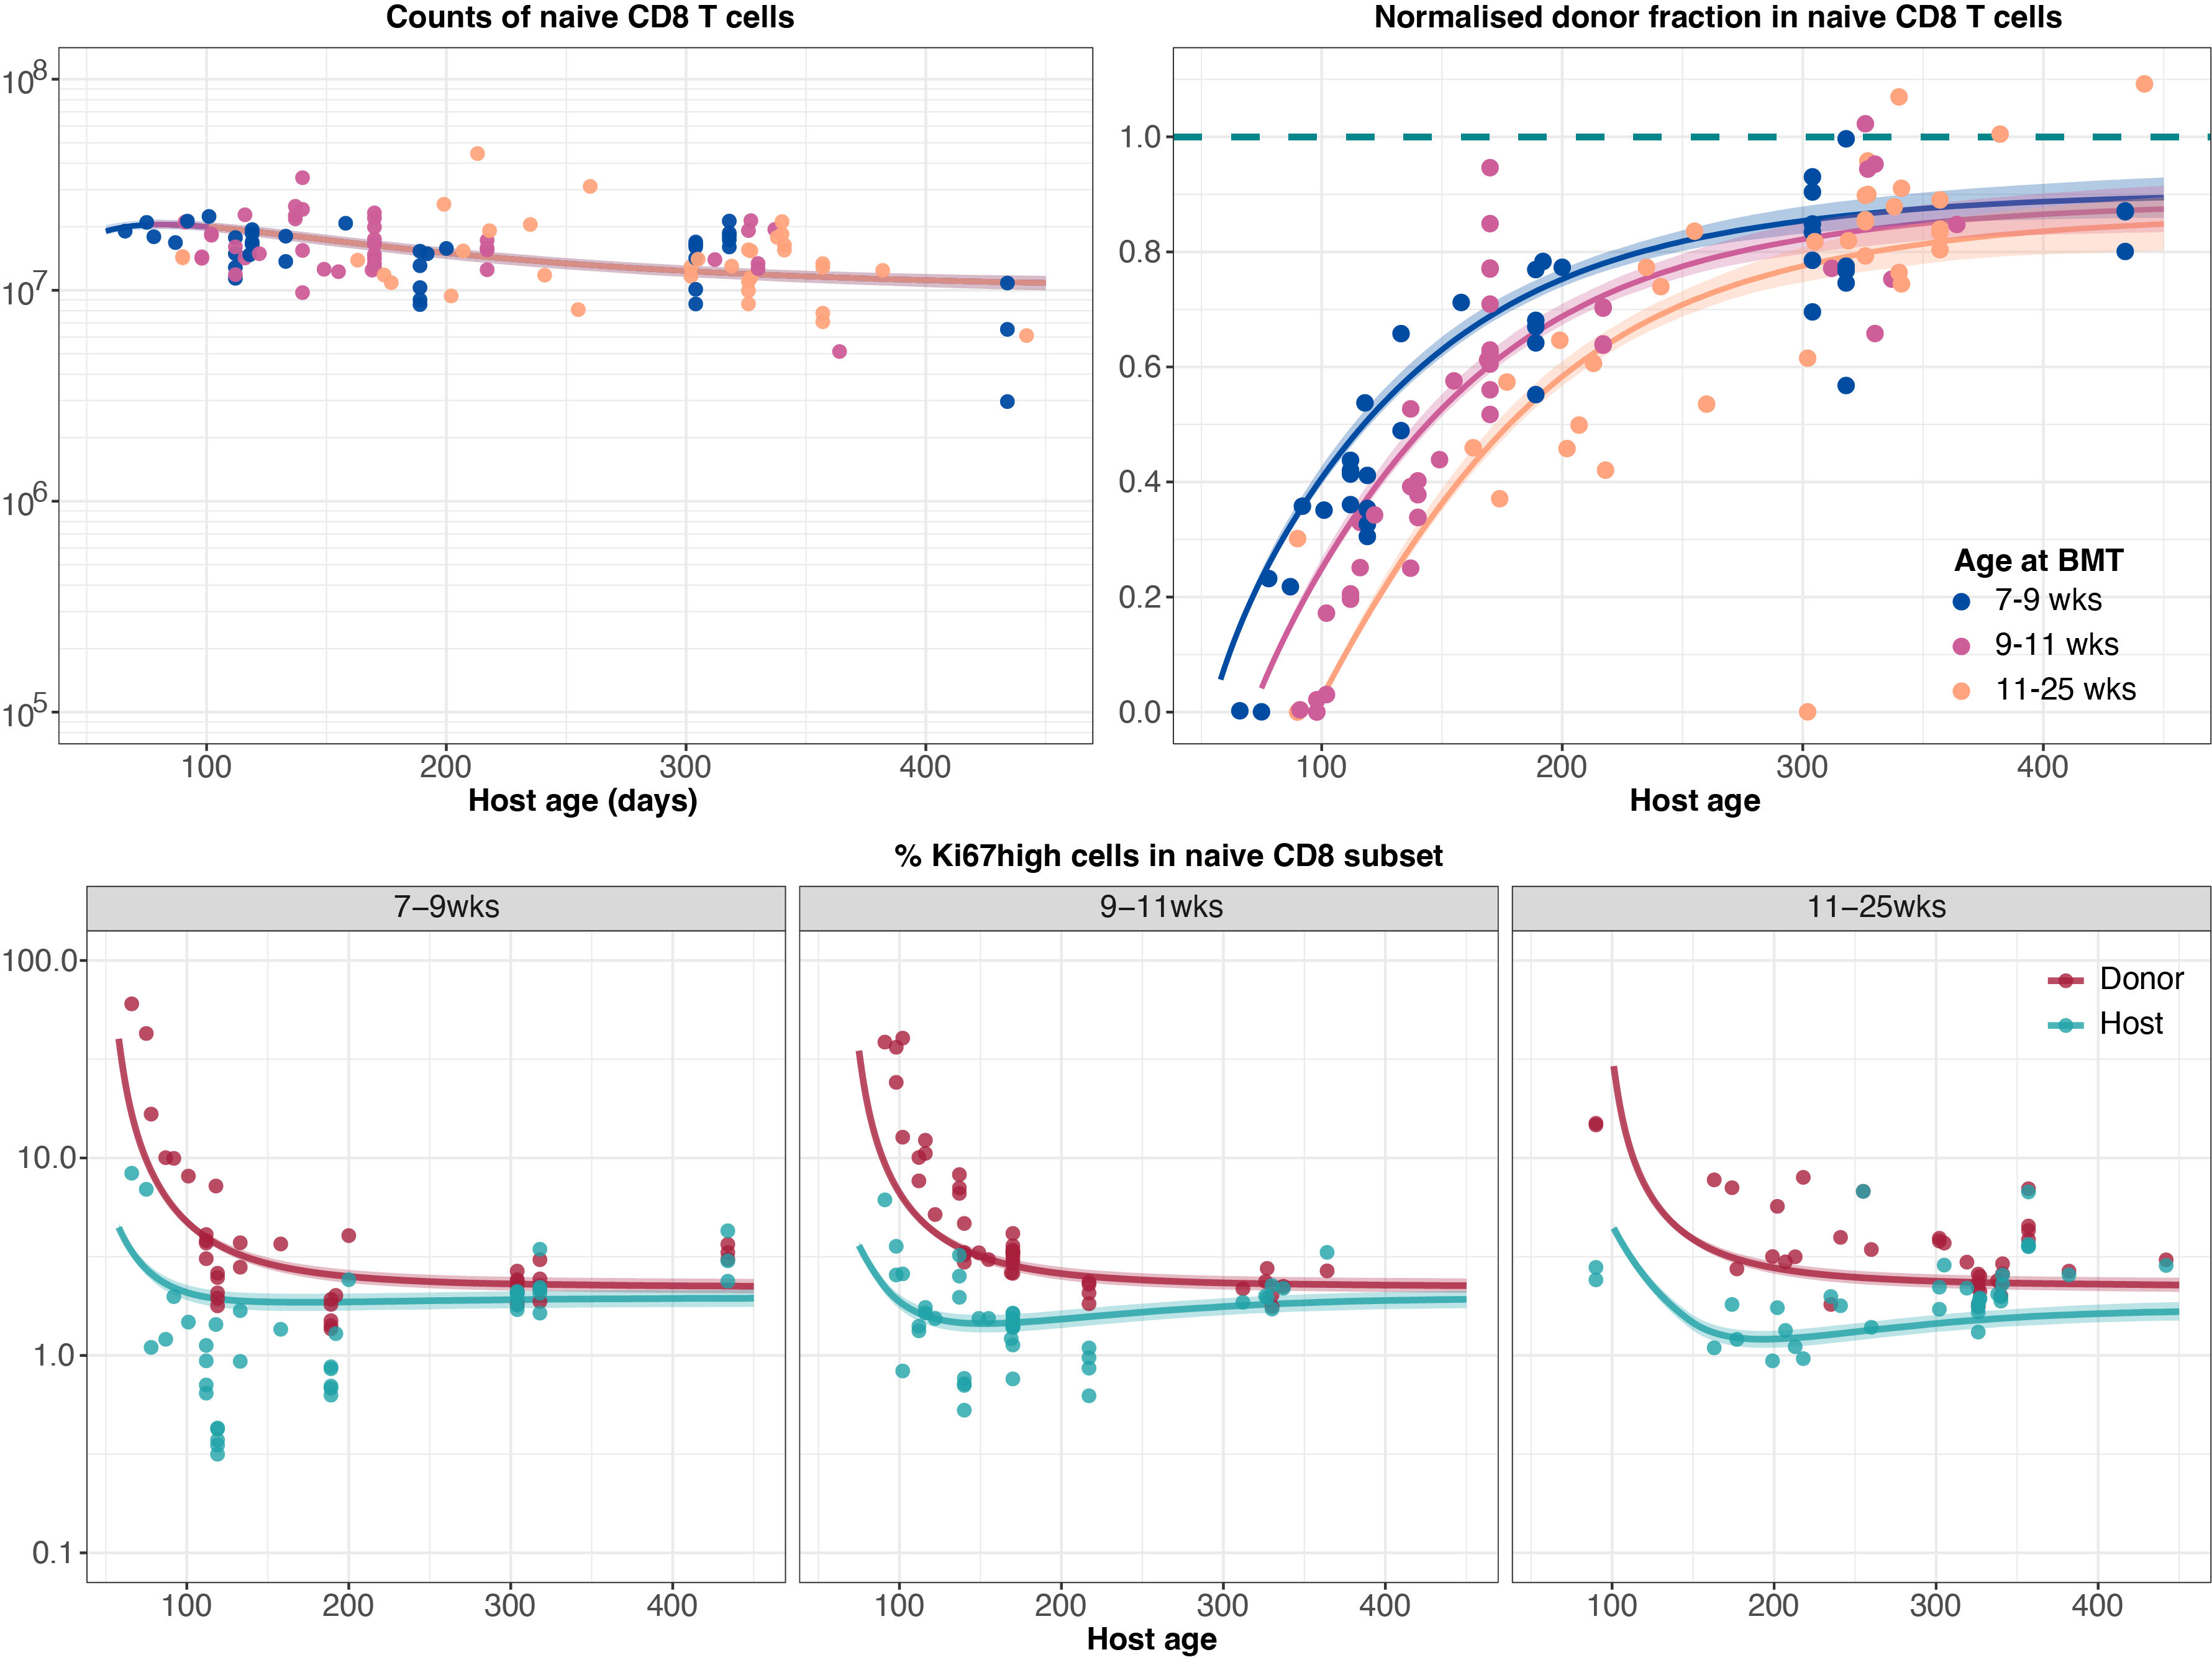 Counts of naive CD8 T cells
10^8
10^7
10^6
10^5
100 200 300 400
Host age (days)
Normalised donor fraction in naive CD8 T cells
1.0
0.8
0.6
0.4
0.2
0.0
Age at BMT
7-9 wks
9-11 wks
11-25 wks
100 200 300 400
Host age
% Ki67high cells in naive CD8 subset
7−9wks 9−11wks 11−25wks
100.0
10.0
1.0
0.1
Donor
Host
100 200 300 400 100 200 300 400 100 200 300 400
Host age